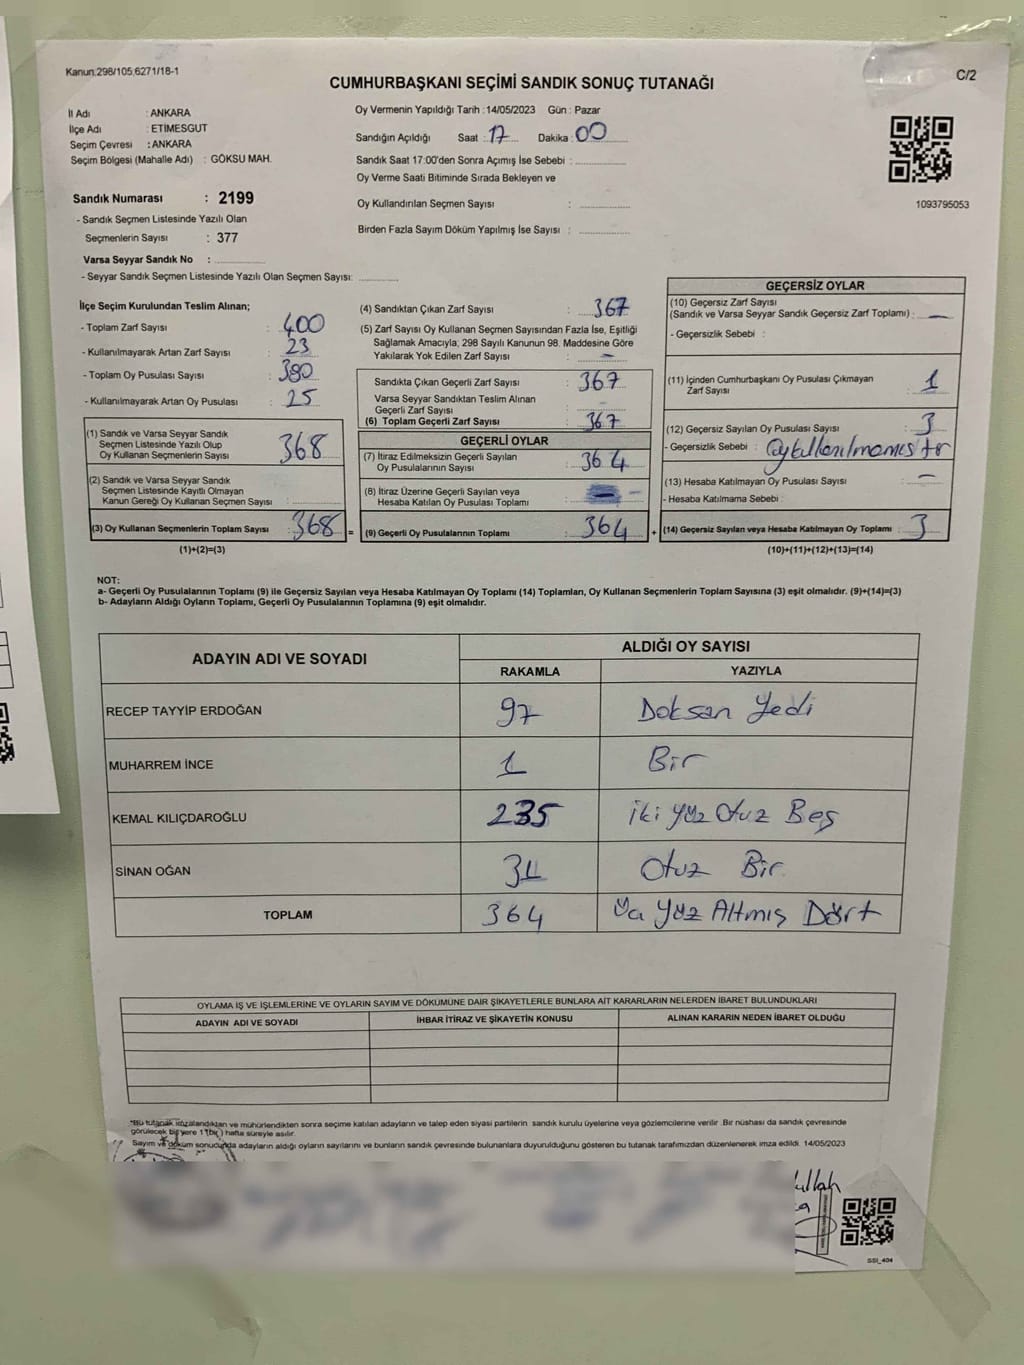 Kanun:298/105,6271/18-1
C/2
CUMHURBAŞKANI SEÇİMİ SANDIK SONUÇ TUTANAĞI
İl Adı : ANKARA
İlçe Adı : ETİMESGUT
Seçim Çevresi : ANKARA
Seçim Bölgesi (Mahalle Adı) : GÖKSU MAH.
Sandık Numarası : 2199
- Sandık Seçmen Listesinde Yazılı Olan
Seçmenlerin Sayısı : 377
Varsa Seyyar Sandık No :
- Seyyar Sandık Seçmen Listesinde Yazılı Olan Seçmen Sayısı:
Oy Vermenin Yapıldığı Tarih :14/05/2023 Gün : Pazar
Sandığın Açıldığı Saat : 17 Dakika : 00
Sandık Saat 17:00'den Sonra Açımış İse Sebebi :
Oy Verme Saati Bitiminde Sırada Bekleyen ve
Oy Kullandırılan Seçmen Sayısı :
Birden Fazla Sayım Döküm Yapılmış İse Sayısı :
1093795053
İlçe Seçim Kurulundan Teslim Alınan;
- Toplam Zarf Sayısı : 400
- Kullanılmayarak Artan Zarf Sayısı : 23
- Toplam Oy Pusulası Sayısı : 380
- Kullanılmayarak Artan Oy Pusulası : 25
(1) Sandık ve Varsa Seyyar Sandık
Seçmen Listesinde Yazılı Olup
Oy Kullanan Seçmenlerin Sayısı : 368
(2) Sandık ve Varsa Seyyar Sandık
Seçmen Listesinde Kayıtlı Olmayan
Kanun Gereği Oy Kullanan Seçmen Sayısı :
(3) Oy Kullanan Seçmenlerin Toplam Sayısı : 368 =
(1)+(2)=(3)
(4) Sandıktan Çıkan Zarf Sayısı : 367
(5) Zarf Sayısı Oy Kullanan Seçmen Sayısından Fazla İse, Eşitliği
Sağlamak Amacıyla; 298 Sayılı Kanunun 98. Maddesine Göre
Yakılarak Yok Edilen Zarf Sayısı : —
Sandıkta Çıkan Geçerli Zarf Sayısı : 367
Varsa Seyyar Sandıktan Teslim Alınan
Geçerli Zarf Sayısı : —
(6) Toplam Geçerli Zarf Sayısı : 367
GEÇERLİ OYLAR
(7) İtiraz Edilmeksizin Geçerli Sayılan
Oy Pusulalarının Sayısı : 364
(8) İtiraz Üzerine Geçerli Sayılan veya
Hesaba Katılan Oy Pusulası Toplamı : —
(9) Geçerli Oy Pusulalarının Toplamı : 364 +
GEÇERSİZ OYLAR
(10) Geçersiz Zarf Sayısı
(Sandık ve Varsa Seyyar Sandık Geçersiz Zarf Toplamı) : —
- Geçersizlik Sebebi :
(11) İçinden Cumhurbaşkanı Oy Pusulası Çıkmayan
Zarf Sayısı : 1
(12) Geçersiz Sayılan Oy Pusulası Sayısı : 3
- Geçersizlik Sebebi : Oy kullanılmamıştır
(13) Hesaba Katılmayan Oy Pusulası Sayısı : —
- Hesaba Katılmama Sebebi :
(14) Geçersiz Sayılan veya Hesaba Katılmayan Oy Toplamı : 3
(10)+(11)+(12)+(13)=(14)
NOT:
a- Geçerli Oy Pusulalarının Toplamı (9) ile Geçersiz Sayılan veya Hesaba Katılmayan Oy Toplamı (14) Toplamları, Oy Kullanan Seçmenlerin Toplam Sayısına (3) eşit olmalıdır. (9)+(14)=(3)
b- Adayların Aldığı Oyların Toplamı, Geçerli Oy Pusulalarının Toplamına (9) eşit olmalıdır.
ADAYIN ADI VE SOYADI ALDIĞI OY SAYISI
RAKAMLA YAZIYLA
RECEP TAYYİP ERDOĞAN 97 Doksan Yedi
MUHARREM İNCE 1 Bir
KEMAL KILIÇDAROĞLU 235 iki yüz Otuz Beş
SİNAN OĞAN 31 Otuz Bir
TOPLAM 364 Üç Yüz Altmış Dört
OYLAMA İŞ VE İŞLEMLERİNE VE OYLARIN SAYIM VE DÖKÜMÜNE DAİR ŞİKAYETLERLE BUNLARA AİT KARARLARIN NELERDEN İBARET BULUNDUKLARI
ADAYIN ADI VE SOYADI İHBAR İTİRAZ VE ŞİKAYETİN KONUSU ALINAN KARARIN NEDEN İBARET OLDUĞU
*Bu tutanak imzalandıktan ve mühürlendikten sonra seçime katılan adayların ve talep eden siyasi partilerin sandık kurulu üyelerine veya gözlemcilerine verilir .Bir nüshası da sandık çevresinde
görülecek bir yere 1 (bir) hafta süreyle asılır.
Sayım ve döküm sonucunda adayların aldığı oyların sayılarını ve bunların sandık çevresinde bulunanlara duyurulduğunu gösteren bu tutanak tarafımızdan düzenlenerek imza edildi. 14/05/2023
ullah
SSI_404